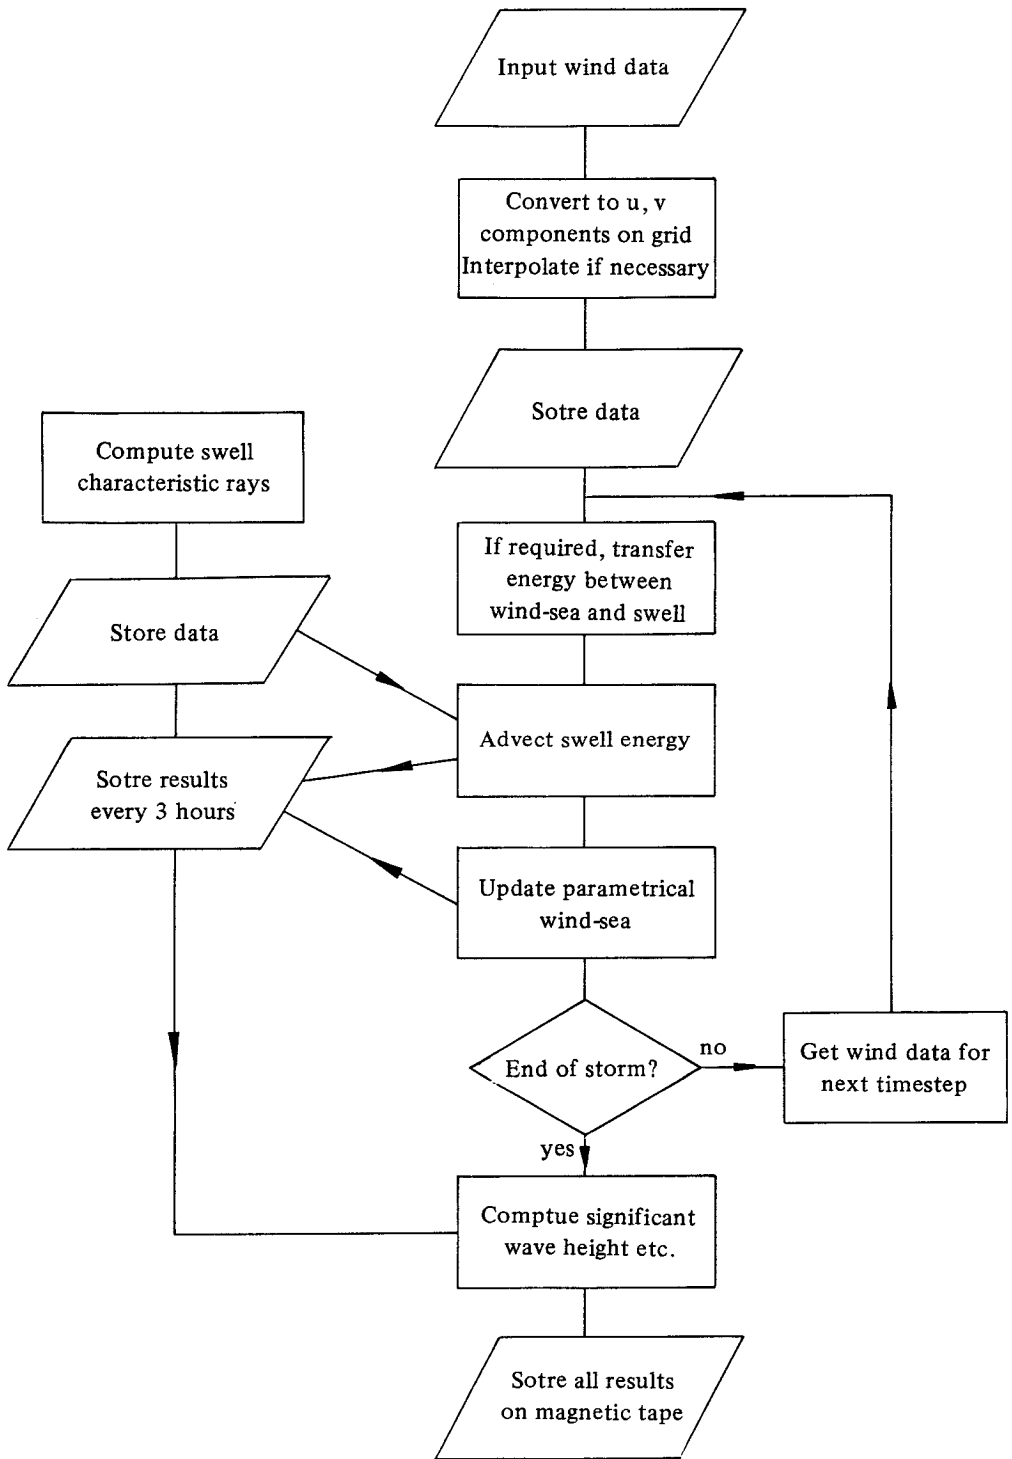 Input wind data
Convert to u, v
components on grid
Interpolate if necessary
Sotre data
Compute swell
characteristic rays
If required, transfer
energy between
wind-sea and swell
Store data
Advect swell energy
Sotre results
every 3 hours
Update parametrical
wind-sea
End of storm?
no
Get wind data for
next timestep
yes
Comptue significant
wave height etc.
Sotre all results
on magnetic tape